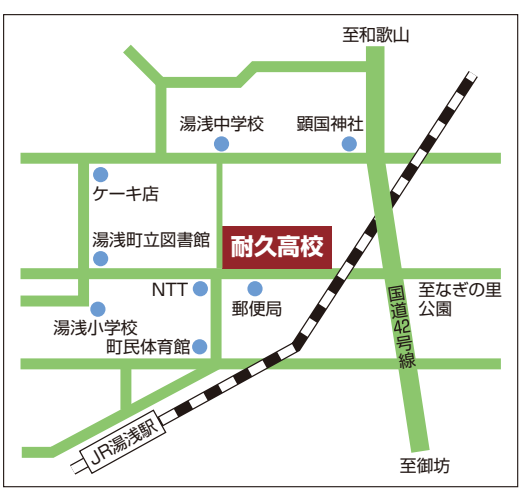 至和歌山
湯浅中学校
顕国神社
ケーキ店
湯浅町立図書館
耐久高校
NTT
郵便局
至なぎの里
公園
国道42号線
湯浅小学校
町民体育館
JR湯浅駅
至御坊